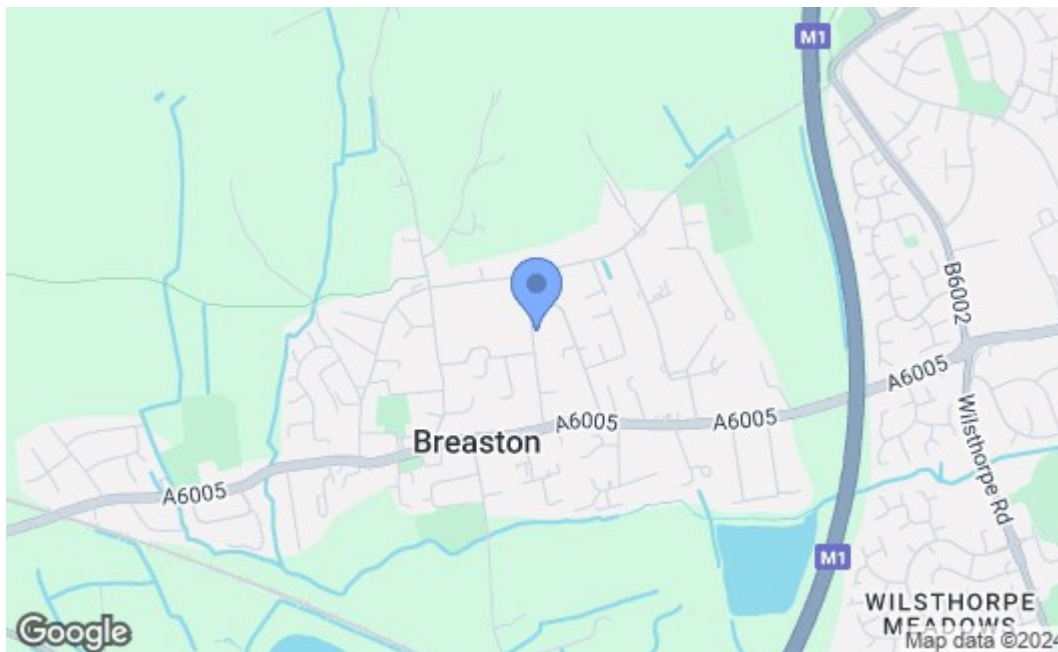 M1
B6002
A6005
A6005
A6005
Breaston
Wilsthorpe Rd
A6005
M1
WILSTHORPE
MEADOWS
Google
Map data ©2024